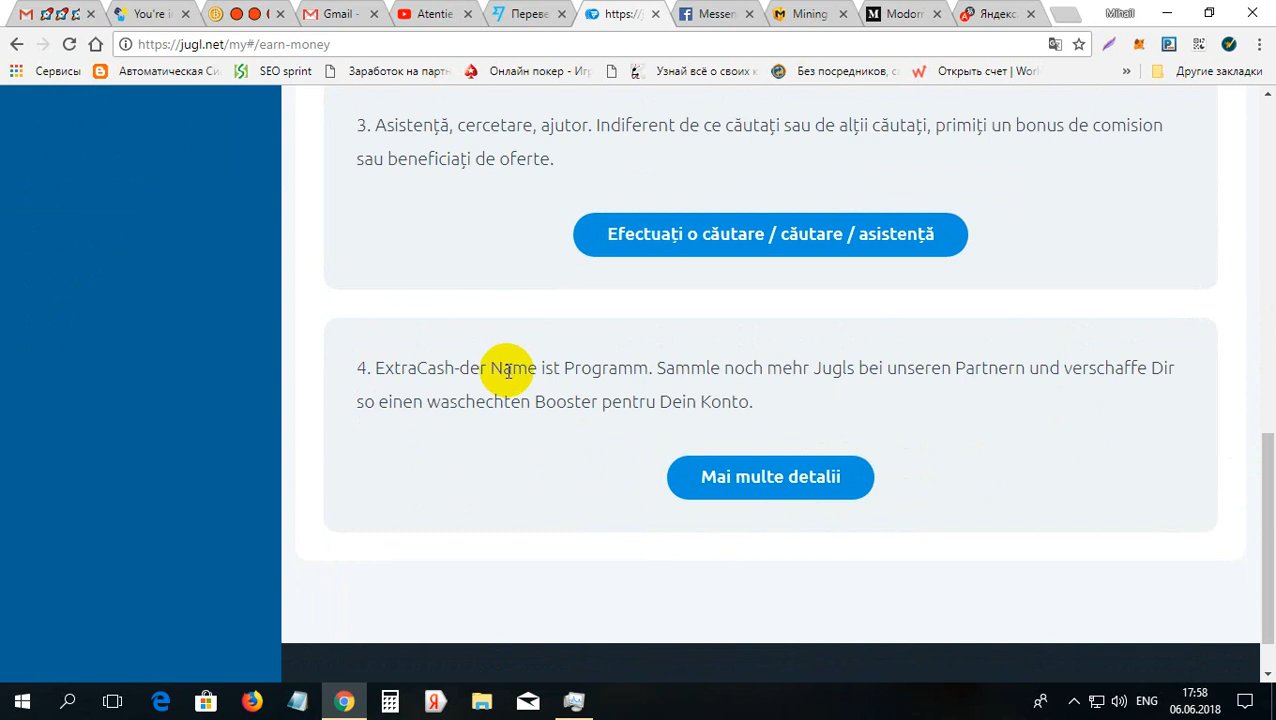 You're i
Gmail -
Atentie
Переве
https://j
Messen
Mining
Modorn
Яндекс.
Mihail
https://jugl.net/my#/earn-money
Сервисы
Автоматическая Си
SEO sprint
Заработок на партн
Онлайн покер - Иг
Узнай всё о своих к
Без посредников, с
Открыть счет | Work
Другие закладки
3. Asistență, cercetare, ajutor. Indiferent de ce căutați sau de alții căutați, primiți un bonus de comision
sau beneficiați de oferte.
Efectuați o căutare / căutare / asistență
4. ExtraCash-der Name ist Programm. Sammle noch mehr Jugls bei unseren Partnern und verschaffe Dir
so einen waschechten Booster pentru Dein Konto.
Mai multe detalii
ENG
17:58
06.06.2018